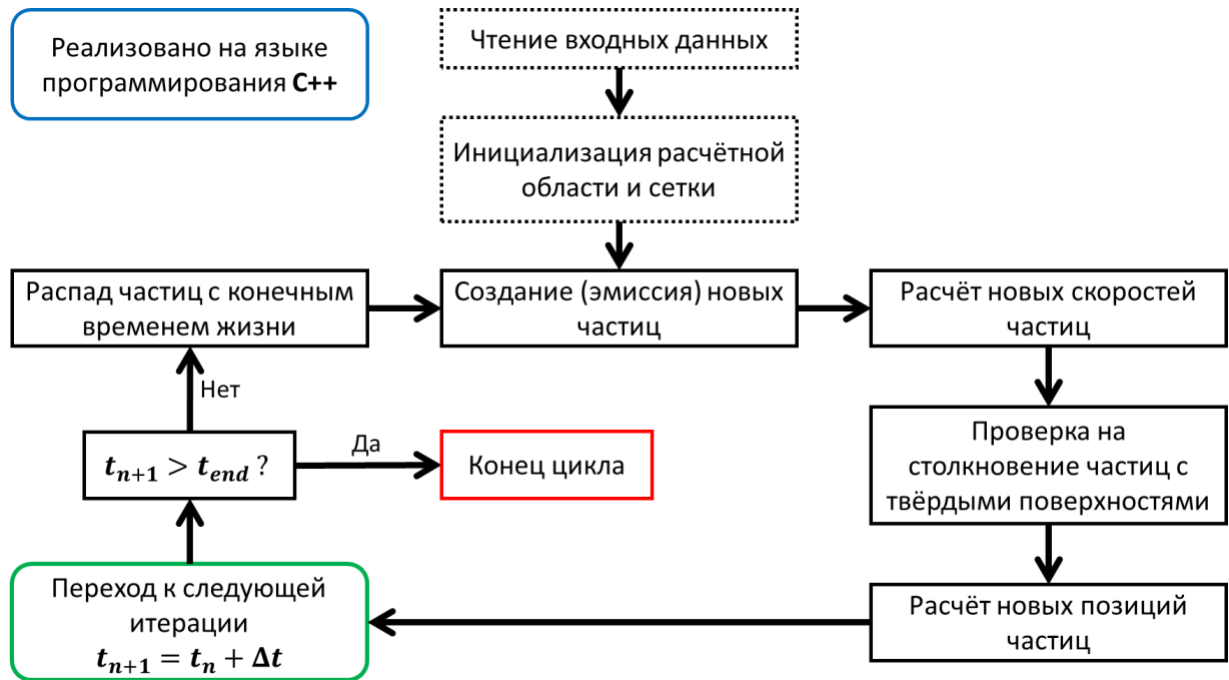 Реализовано на языке
программирования C++
Чтение входных данных
Инициализация расчётной
области и сетки
Распад частиц с конечным
временем жизни
Создание (эмиссия) новых
частиц
Расчёт новых скоростей
частиц
Нет
t_{n+1} > t_{end} ?
Да
Конец цикла
Проверка на
столкновение частиц с
твёрдыми поверхностями
Переход к следующей
итерации
t_{n+1} = t_n + Δt
Расчёт новых позиций
частиц